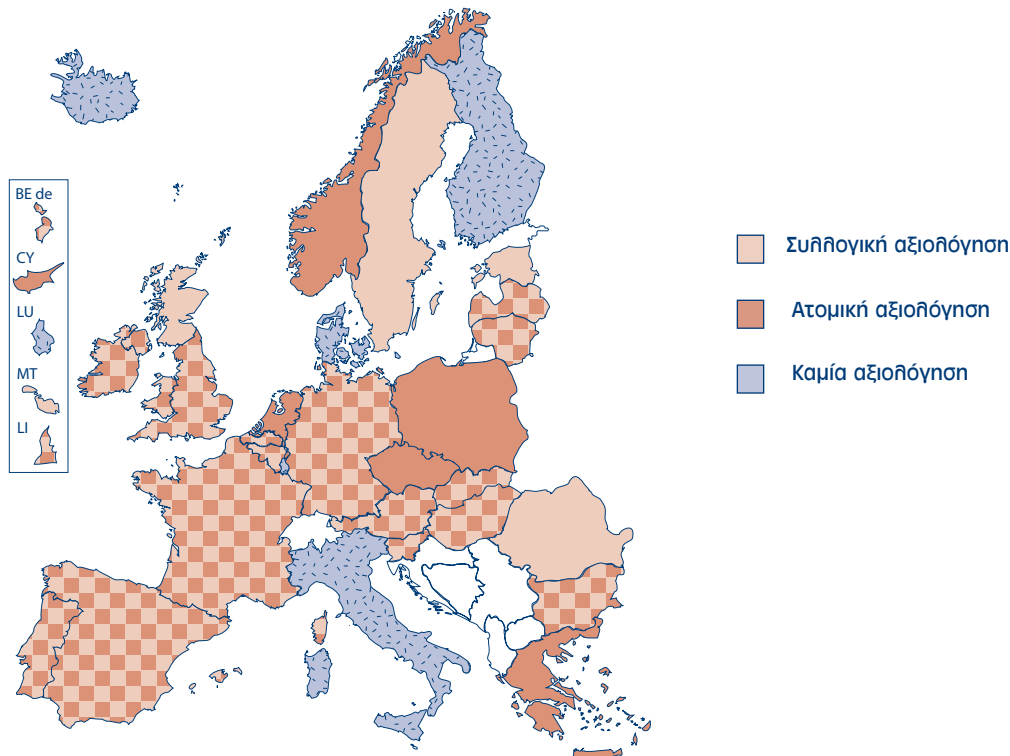 BE de
CY
LU
MT
LI
Συλλογική αξιολόγηση
Ατομική αξιολόγηση
Καμία αξιολόγηση